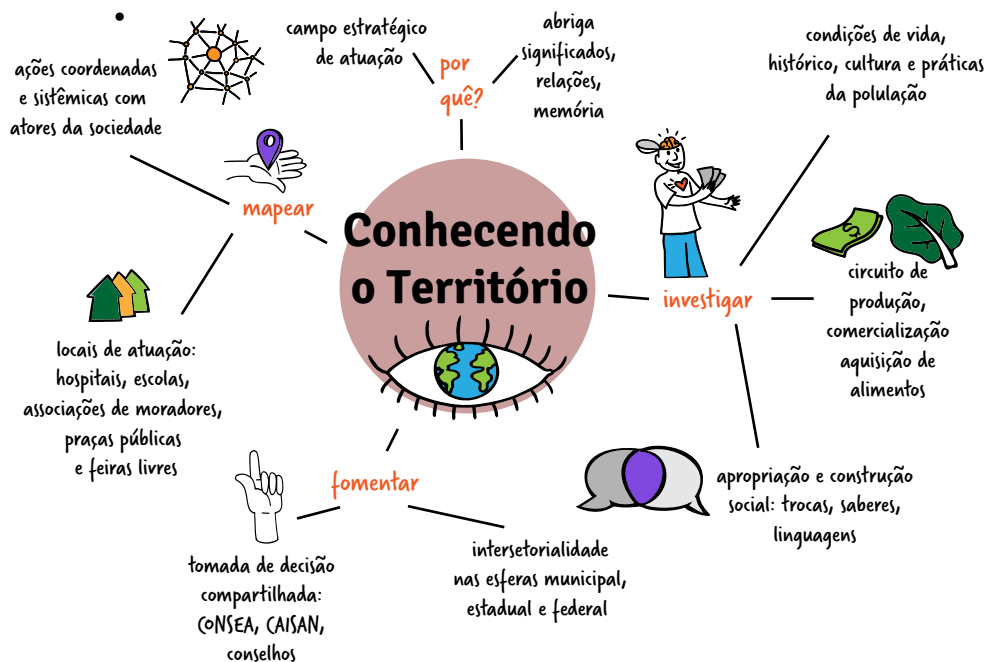 Conhecendo
o Território
por
quê?
campo estratégico
de atuação
abriga
significados,
relações,
memória
mapear
ações coordenadas
e sistêmicas com
atores da sociedade
locais de atuação:
hospitais, escolas,
associações de moradores,
praças públicas
e feiras livres
investigar
condições de vida,
histórico, cultura e práticas
da polulação
circuito de
produção,
comercialização
aquisição de
alimentos
apropriação e construção
social: trocas, saberes,
linguagens
fomentar
tomada de decisão
compartilhada:
CONSEA, CAISAN,
conselhos
intersetorialidade
nas esferas municipal,
estadual e federal